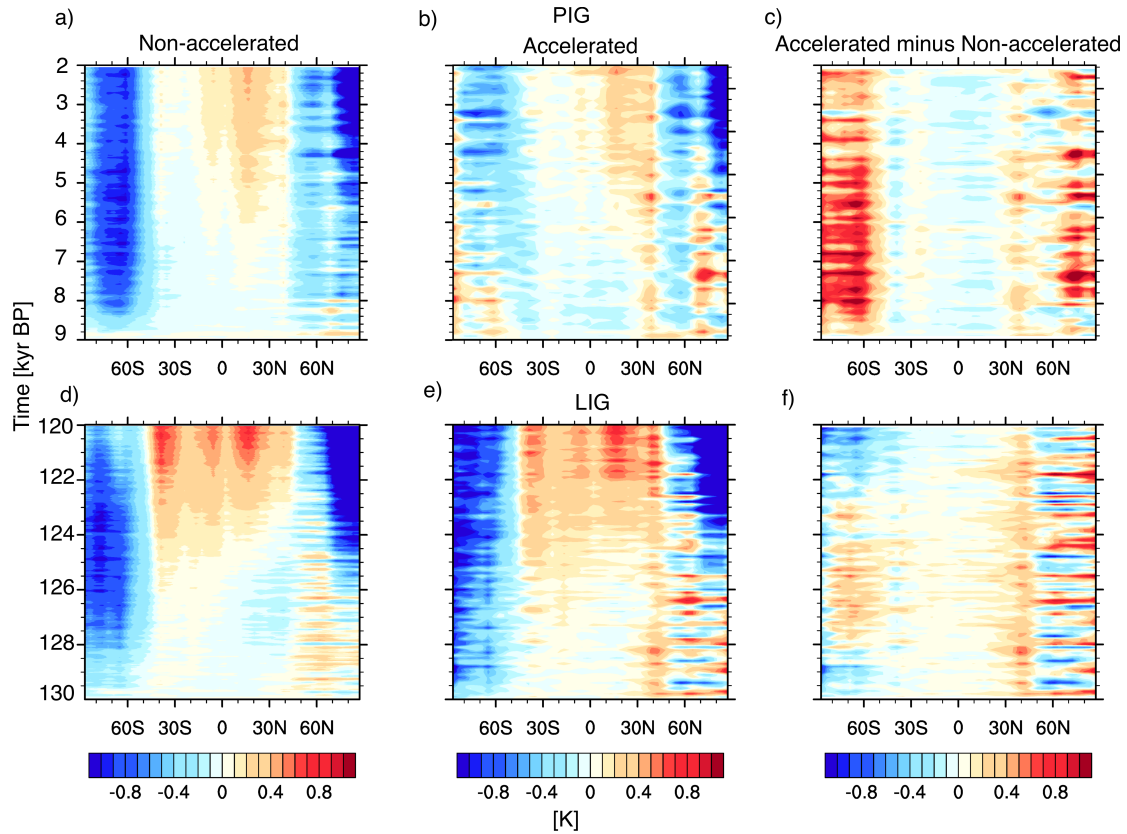 a)
b)
PIG
c)
Non-accelerated
Accelerated
Accelerated minus Non-accelerated
Time [kyr BP]
2
3
4
5
6
7
8
9
60S 30S 0 30N 60N
60S 30S 0 30N 60N
60S 30S 0 30N 60N
d)
e)
LIG
f)
120
122
124
126
128
130
60S 30S 0 30N 60N
60S 30S 0 30N 60N
60S 30S 0 30N 60N
-0.8 -0.4 0 0.4 0.8
-0.8 -0.4 0 0.4 0.8
-0.8 -0.4 0 0.4 0.8
[K]